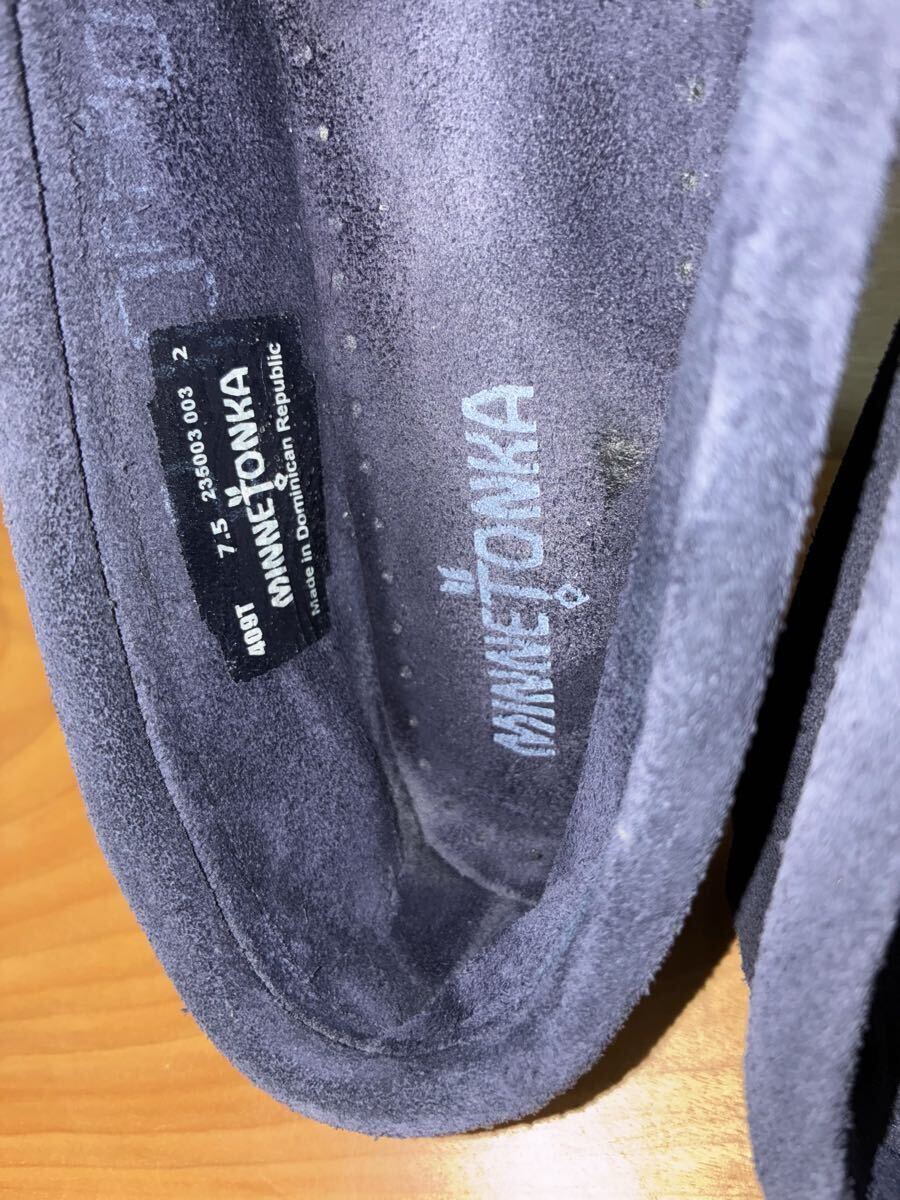 409T 7.5 235003 003 2
MINNETONKA
Made in Dominican Republic
MINNETONKA